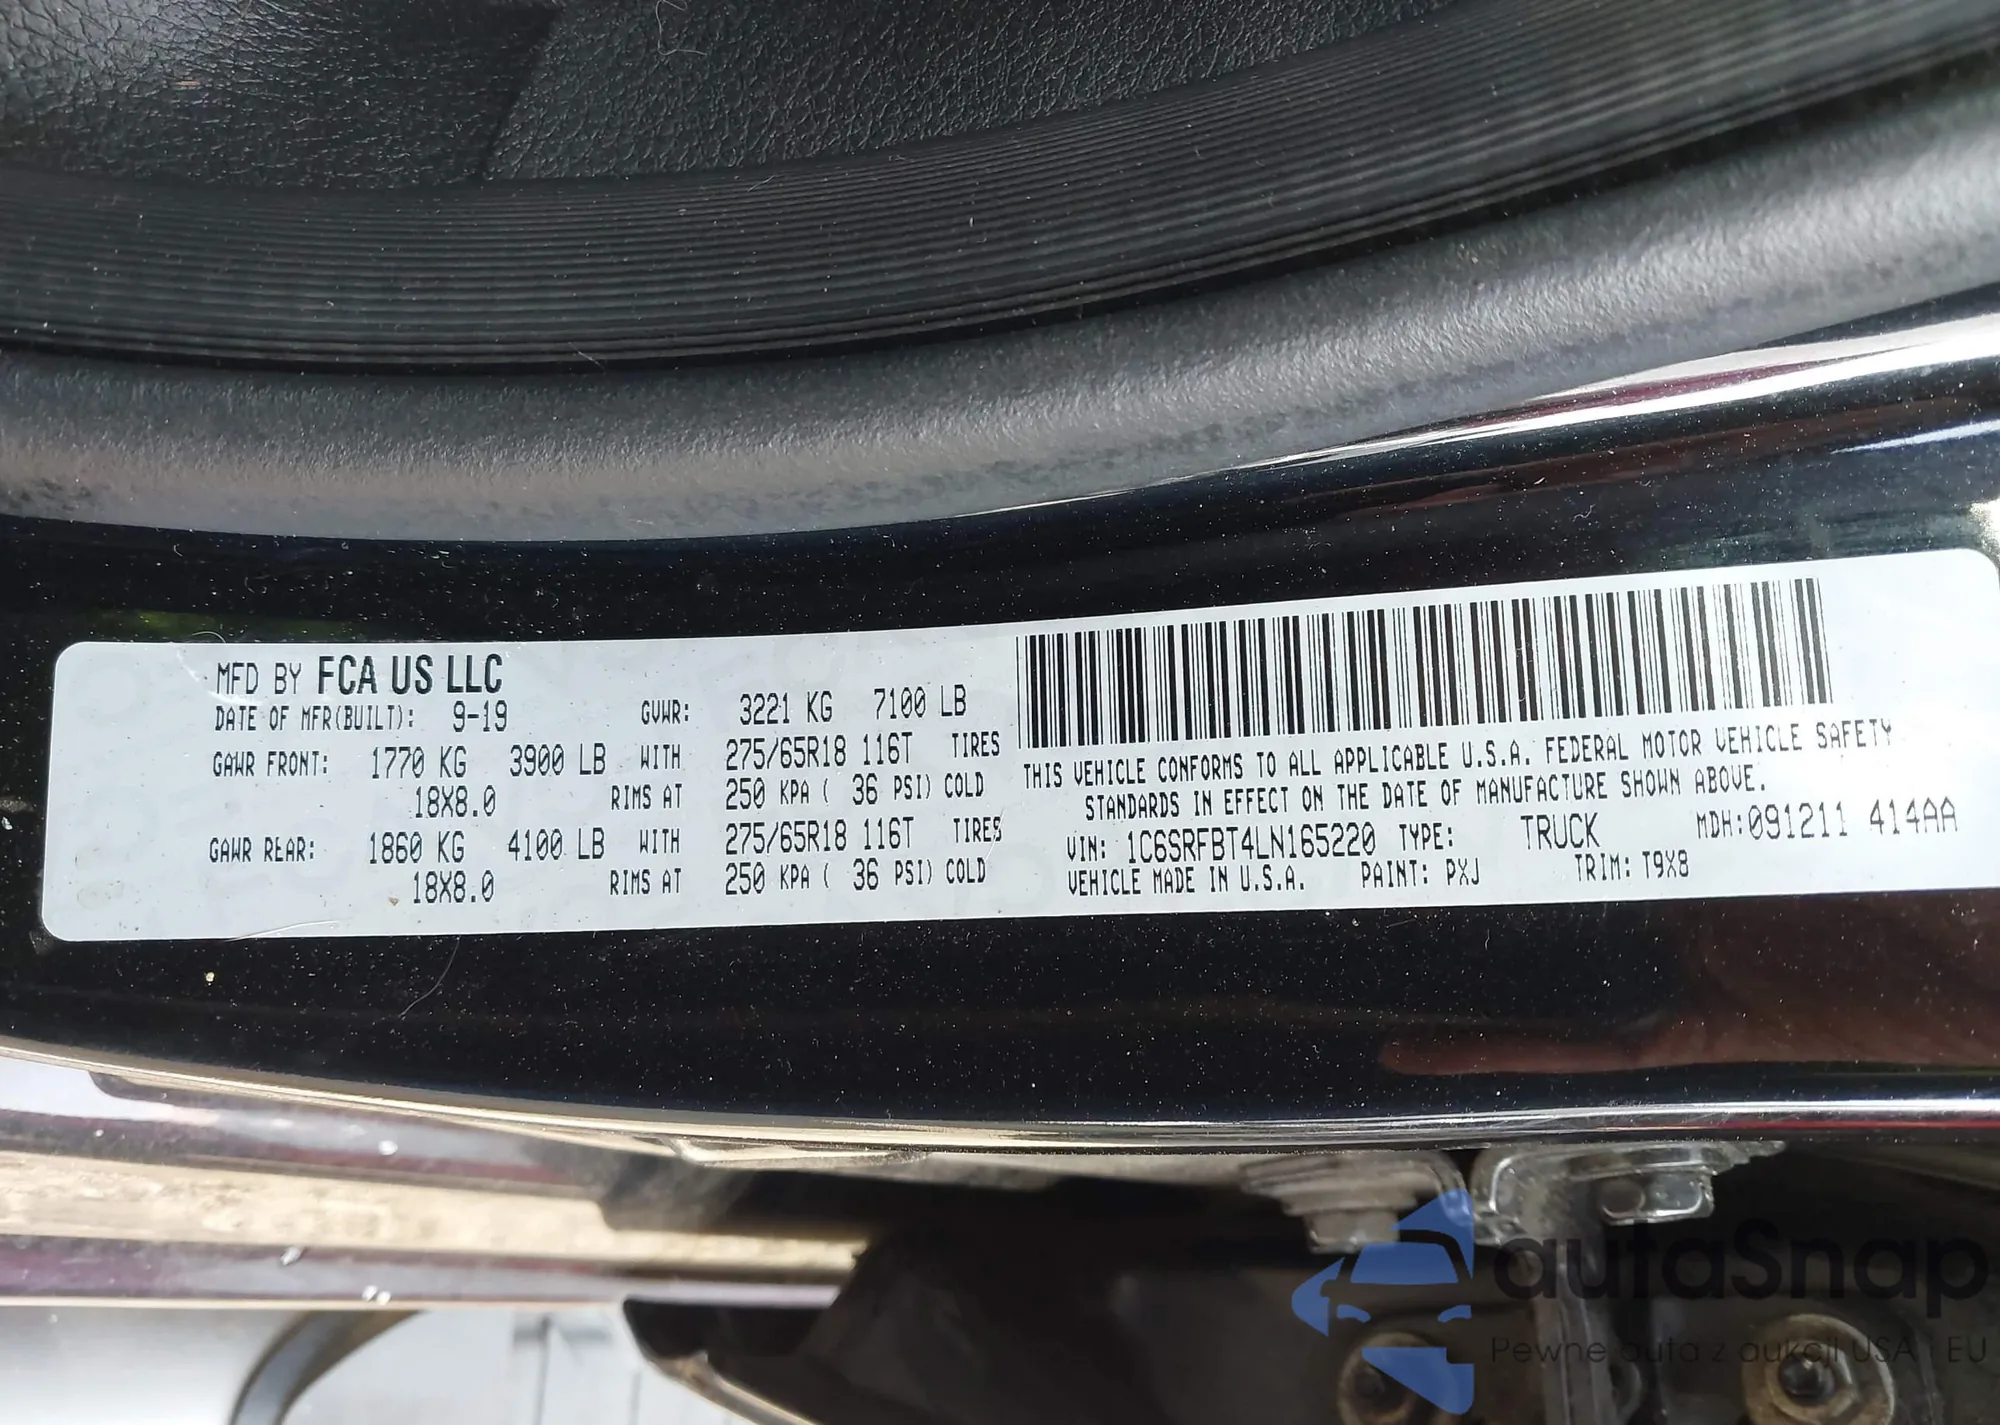 MFD BY FCA US LLC
DATE OF MFR(BUILT): 9-19 GVWR: 3221 KG 7100 LB
GAWR FRONT: 1770 KG 3900 LB WITH 275/65R18 116T TIRES
18X8.0 RIMS AT 250 KPA ( 36 PSI) COLD
GAWR REAR: 1860 KG 4100 LB WITH 275/65R18 116T TIRES
18X8.0 RIMS AT 250 KPA ( 36 PSI) COLD
THIS VEHICLE CONFORMS TO ALL APPLICABLE U.S.A. FEDERAL MOTOR VEHICLE SAFETY
STANDARDS IN EFFECT ON THE DATE OF MANUFACTURE SHOWN ABOVE.
VIN: 1C6SRFBT4LN165220 TYPE: TRUCK MDH:091211 414AA
VEHICLE MADE IN U.S.A. PAINT: PXJ TRIM: T9X8
autaSnap
Pewne auta z aukcji USA i EU